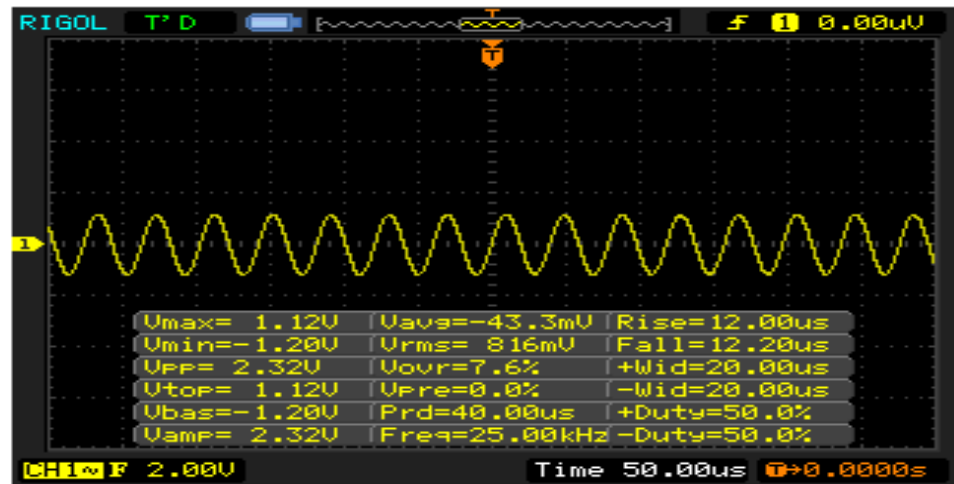 RIGOL T'D T f 1 0.00uV
T
1
Vmax= 1.12V Vavg=-43.3mV Rise=12.00us
Vmin=-1.20V Vrms= 816mV Fall=12.20us
Vpp= 2.32V Vovr=7.6% +Wid=20.00us
Vtop= 1.12V Vpre=0.0% -Wid=20.00us
Vbas=-1.20V Prd=40.00us +Duty=50.0%
Vamp= 2.32V Freq=25.00kHz -Duty=50.0%
CH1~ F 2.00V Time 50.00us T→0.0000s